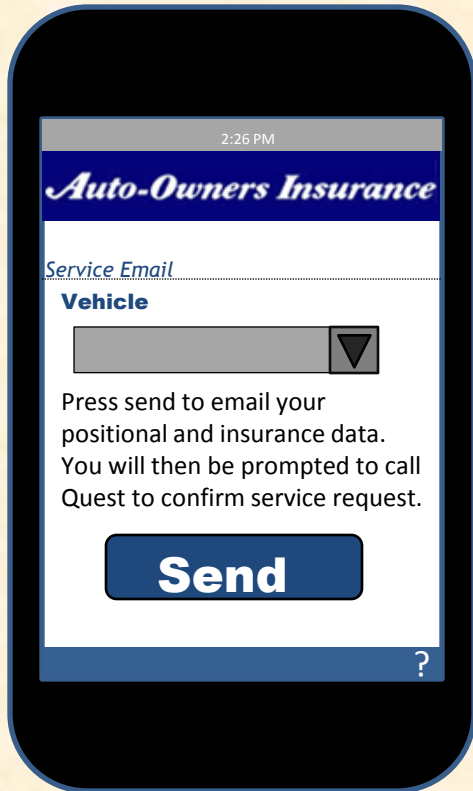 2:26 PM
Auto-Owners Insurance
Service Email
Vehicle
Press send to email your
positional and insurance data.
You will then be prompted to call
Quest to confirm service request.
Send
?